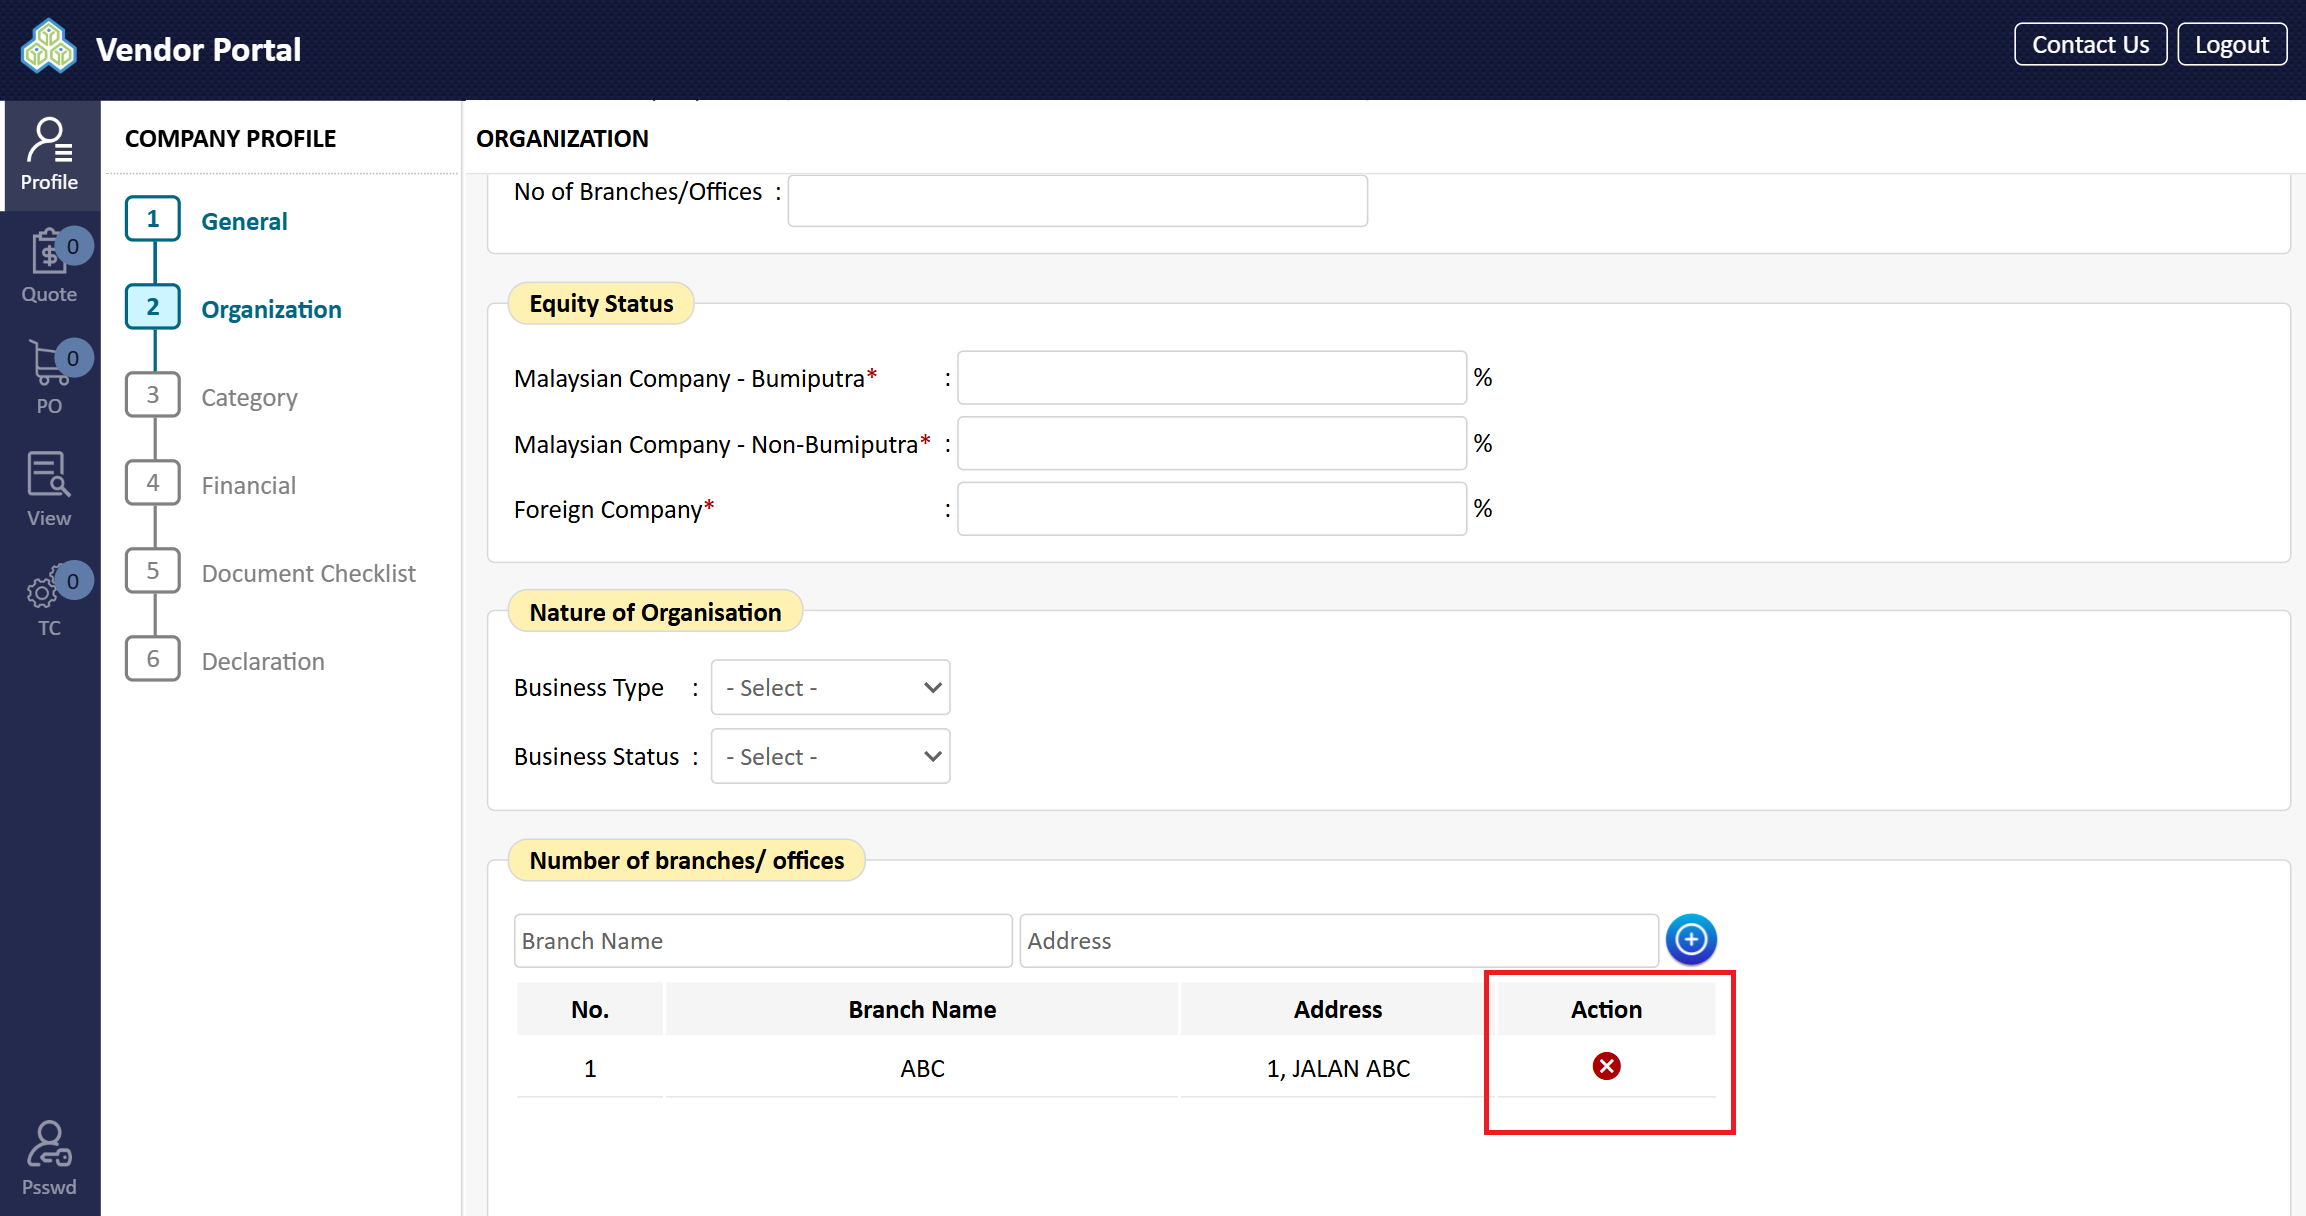 Vendor Portal
Contact Us
Logout
Profile
0
Quote
0
PO
View
0
TC
Psswd
COMPANY PROFILE
1 General
2 Organization
3 Category
4 Financial
5 Document Checklist
6 Declaration
ORGANIZATION
No of Branches/Offices :
Equity Status
Malaysian Company - Bumiputra* : %
Malaysian Company - Non-Bumiputra* : %
Foreign Company* : %
Nature of Organisation
Business Type : - Select -
Business Status : - Select -
Number of branches/ offices
Branch Name Address
No. Branch Name Address Action
1 ABC 1, JALAN ABC